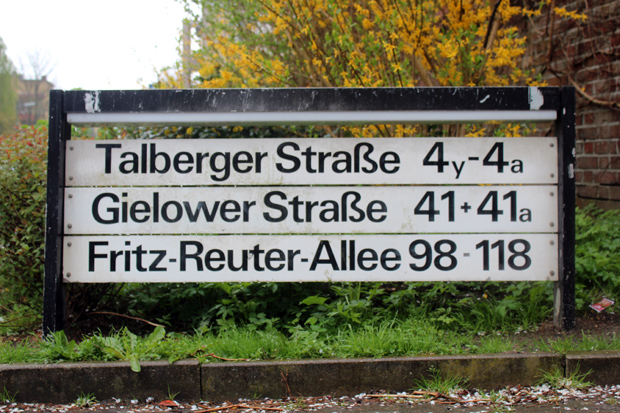 Talberger Straße 4y-4a
Gielower Straße 41+41a
Fritz-Reuter-Allee 98-118